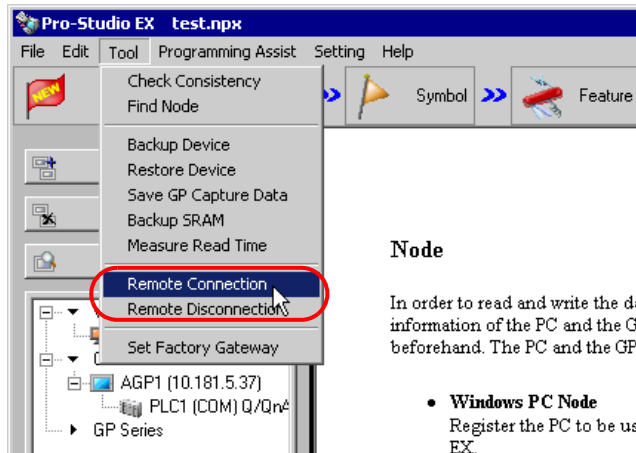 Pro-Studio EX test.npx
File Edit Tool Programming Assist Setting Help
NEW
Symbol
Feature
Check Consistency
Find Node
Backup Device
Restore Device
Save GP Capture Data
Backup SRAM
Measure Read Time
Remote Connection
Remote Disconnection
Set Factory Gateway
AGP1 (10.181.5.37)
PLC1 (COM) Q/Qn
GP Series
Node
In order to read and write the
information of the PC and the
beforehand. The PC and the GP
• Windows PC Node
Register the PC to be
EX.